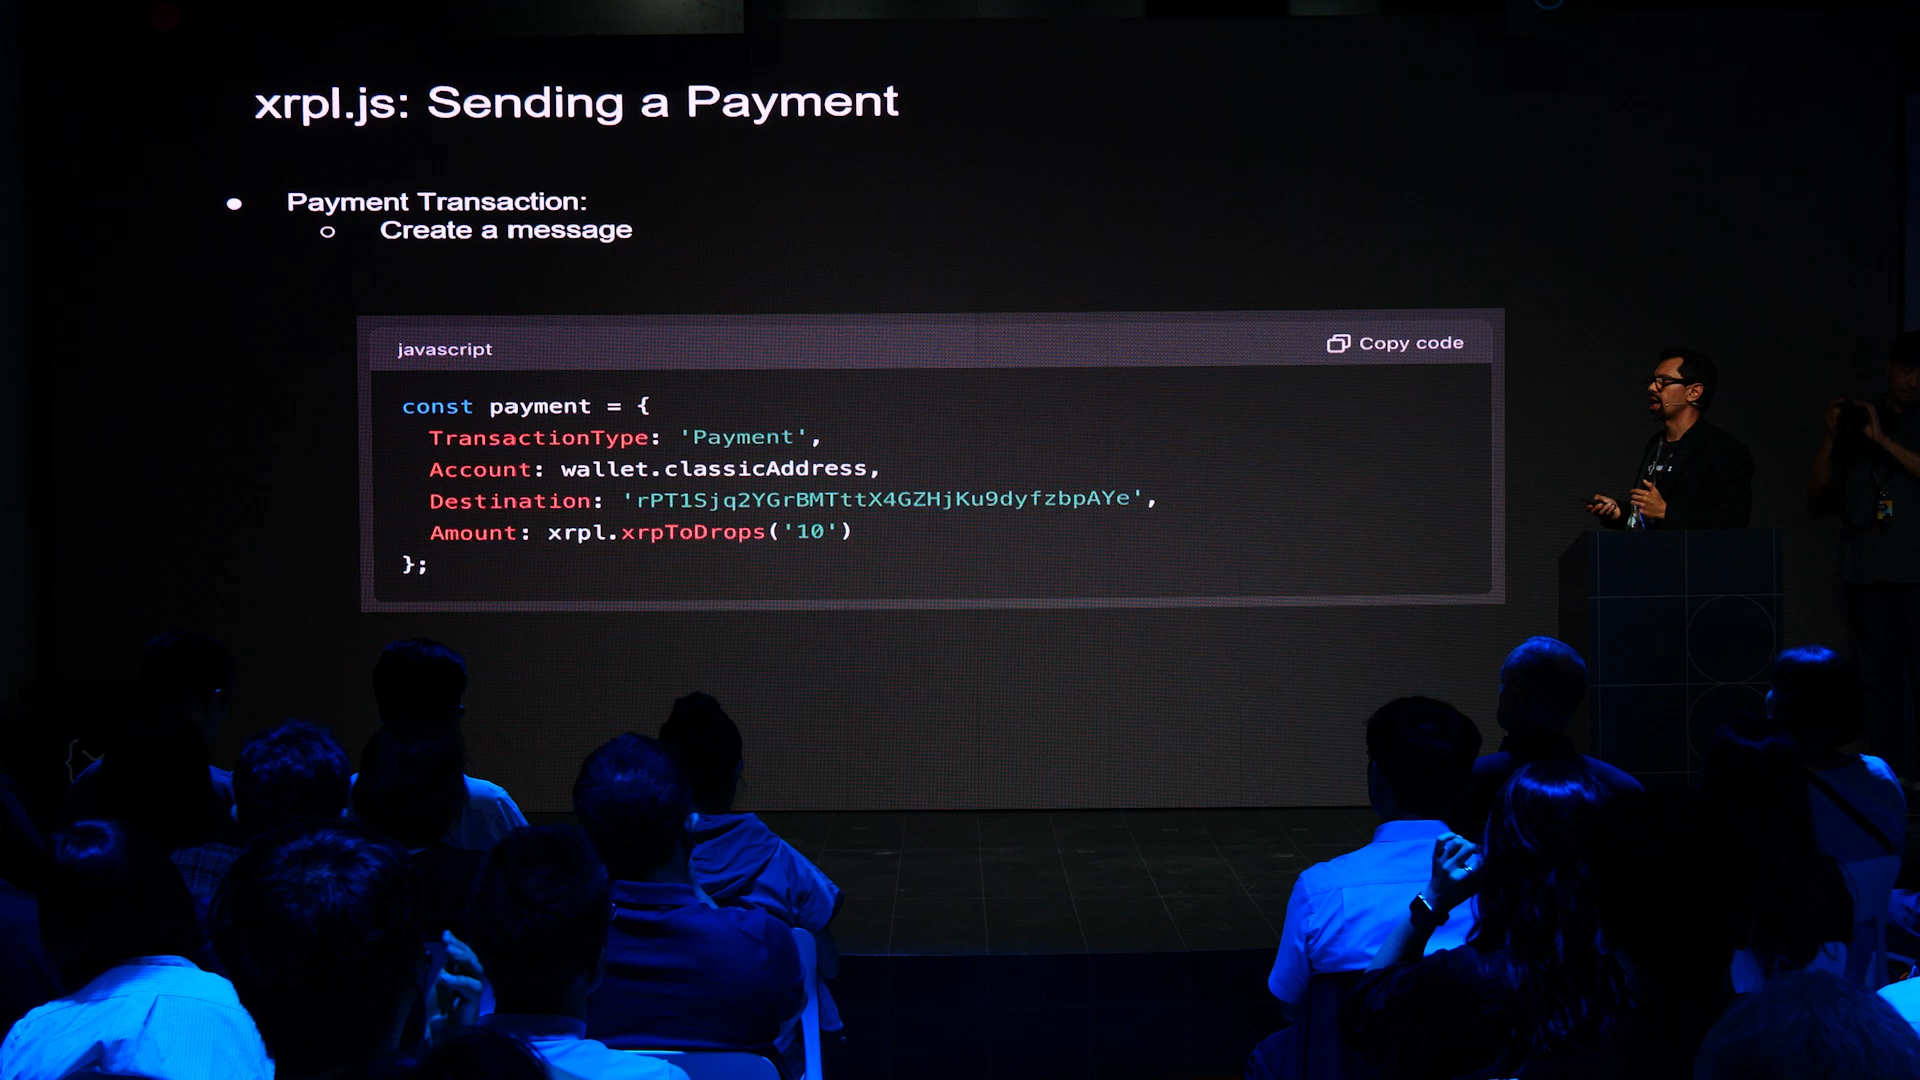 xrpl.js: Sending a Payment
● Payment Transaction:
○ Create a message
javascript
Copy code
const payment = {
TransactionType: 'Payment',
Account: wallet.classicAddress,
Destination: 'rPT1Sjq2YGrBMTttX4GZHjKu9dyfzbpAYe',
Amount: xrpl.xrpToDrops('10')
};